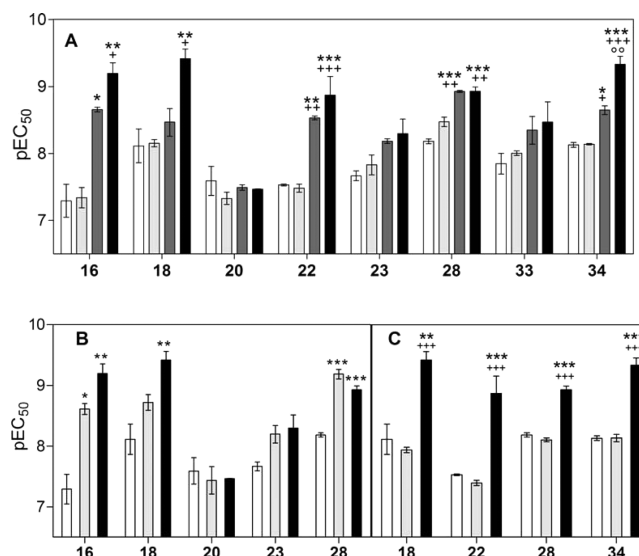 10
A
9
8
7
pEC50
** + ** + *** *** *** ***
* ** +++ *** ++ +++
++ ++ °°
* +
16 18 20 22 23 28 33 34
10
B C
9
8
7
pEC50
* ** ** *** ***
** +++ *** +++ *** +++
16 18 20 23 28 18 22 28 34